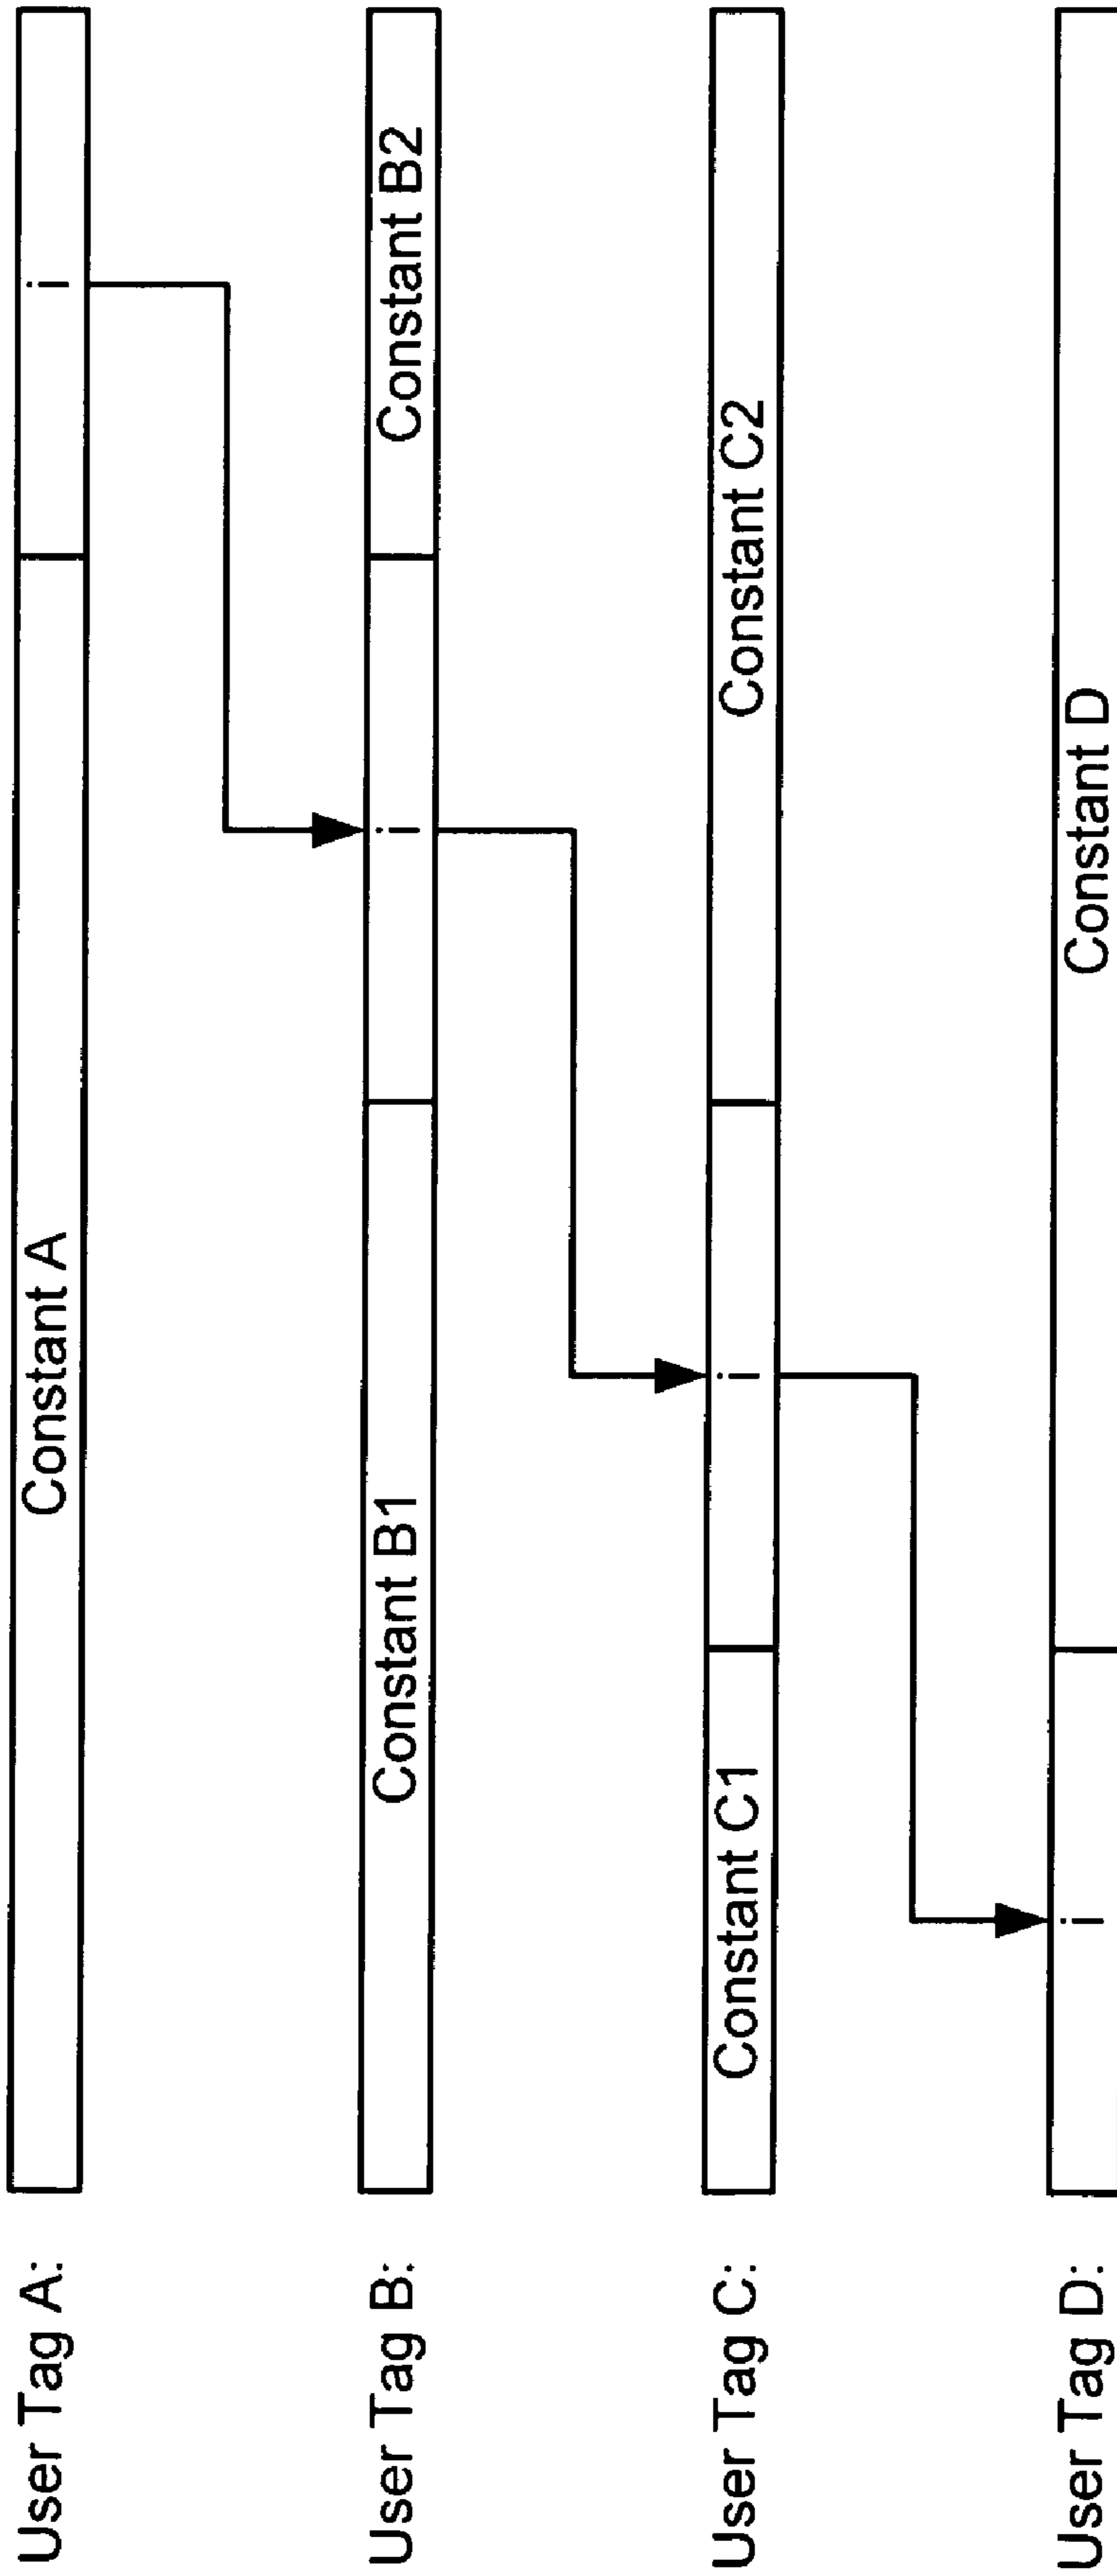 User Tag A: Constant A i
User Tag B: Constant B1 i Constant B2
User Tag C: Constant C1 i Constant C2
User Tag D: i Constant D